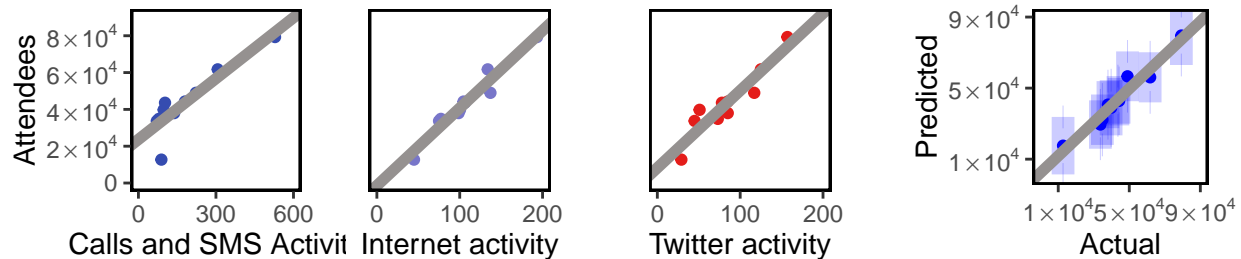 Attendees
8×10⁴
6×10⁴
4×10⁴
2×10⁴
0
0 300 600
Calls and SMS Activit
0 100 200
Internet activity
0 100 200
Twitter activity
Predicted
9×10⁴
5×10⁴
1×10⁴
1×10⁴5×10⁴9×10⁴
Actual